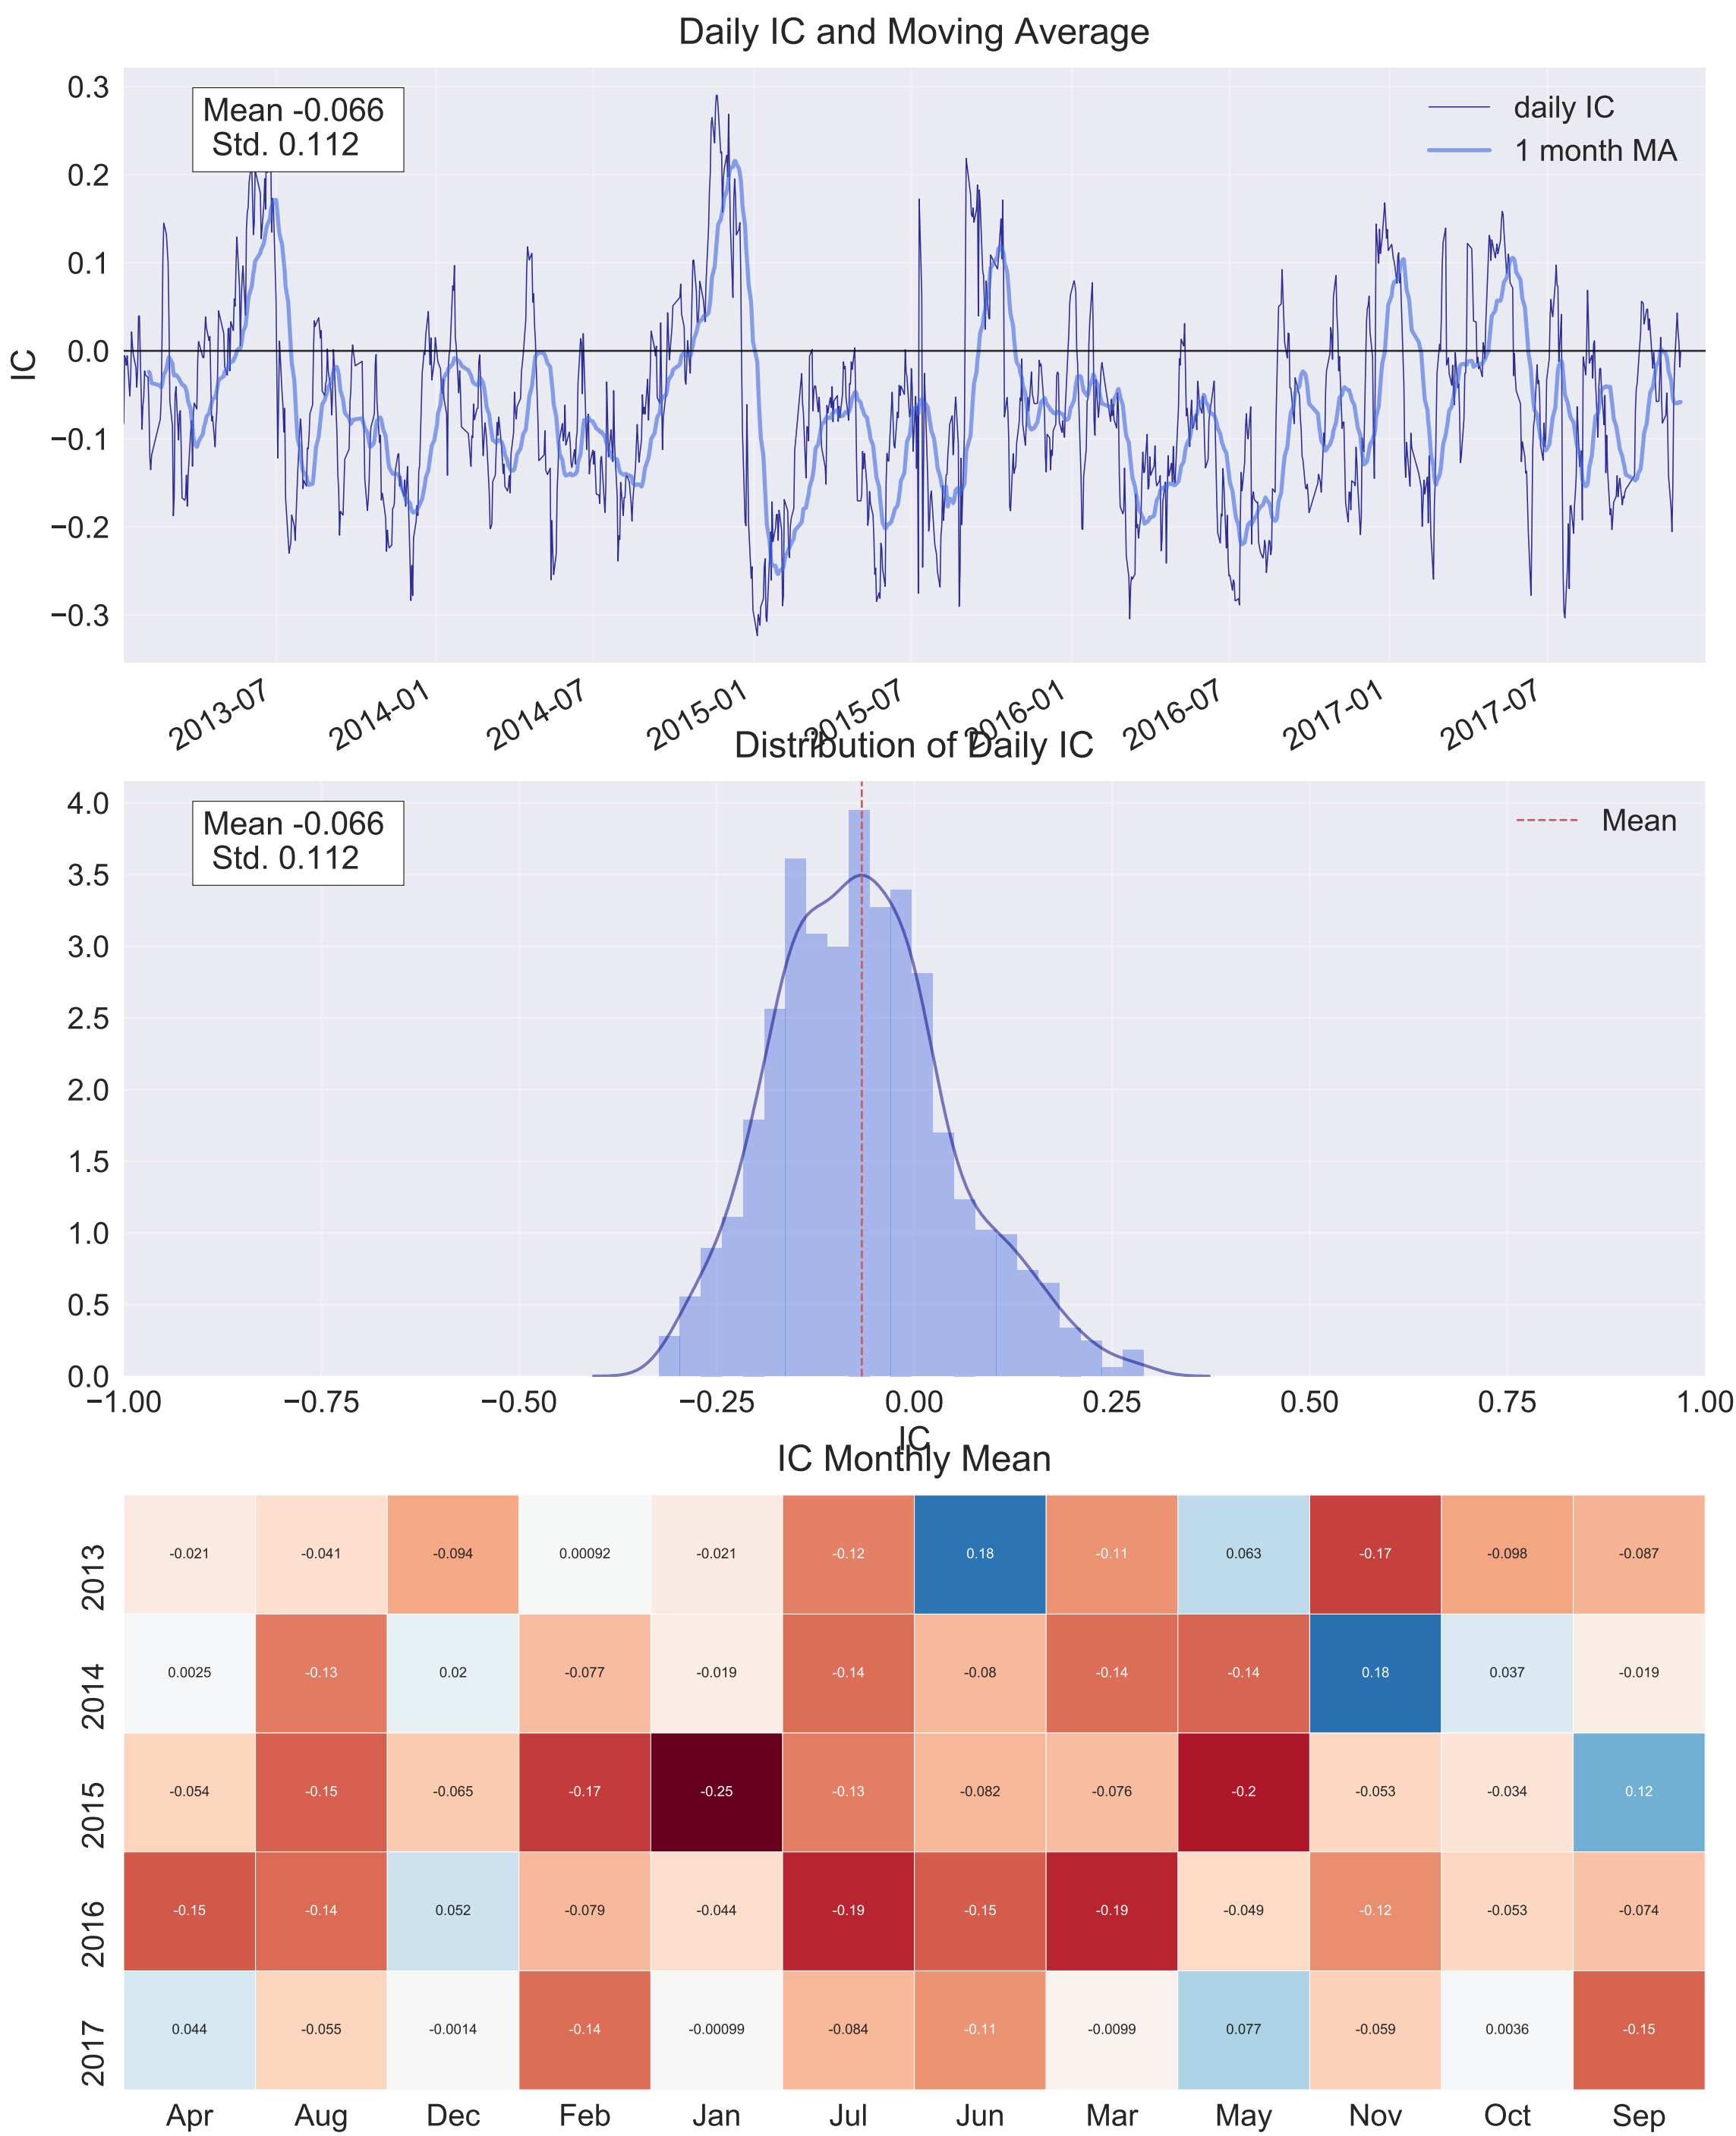 Daily IC and Moving Average
0.3
0.2
0.1
0.0
−0.1
−0.2
−0.3
IC
Mean -0.066
Std. 0.112
daily IC
1 month MA
2013-07
2014-01
2014-07
2015-01
2015-07
2016-01
2016-07
2017-01
2017-07
Distribution of Daily IC
4.0
3.5
3.0
2.5
2.0
1.5
1.0
0.5
0.0
Mean -0.066
Std. 0.112
Mean
−1.00 −0.75 −0.50 −0.25 0.00 0.25 0.50 0.75 1.00
IC
IC Monthly Mean
2013 -0.021 -0.041 -0.094 0.00092 -0.021 -0.12 0.18 -0.11 0.063 -0.17 -0.098 -0.087
2014 0.0025 -0.13 0.02 -0.077 -0.019 -0.14 -0.08 -0.14 -0.14 0.18 0.037 -0.019
2015 -0.054 -0.15 -0.065 -0.17 -0.25 -0.13 -0.082 -0.076 -0.2 -0.053 -0.034 0.12
2016 -0.15 -0.14 0.052 -0.079 -0.044 -0.19 -0.15 -0.19 -0.049 -0.12 -0.053 -0.074
2017 0.044 -0.055 -0.0014 -0.14 -0.00099 -0.084 -0.11 -0.0099 0.077 -0.059 0.0036 -0.15
Apr Aug Dec Feb Jan Jul Jun Mar May Nov Oct Sep